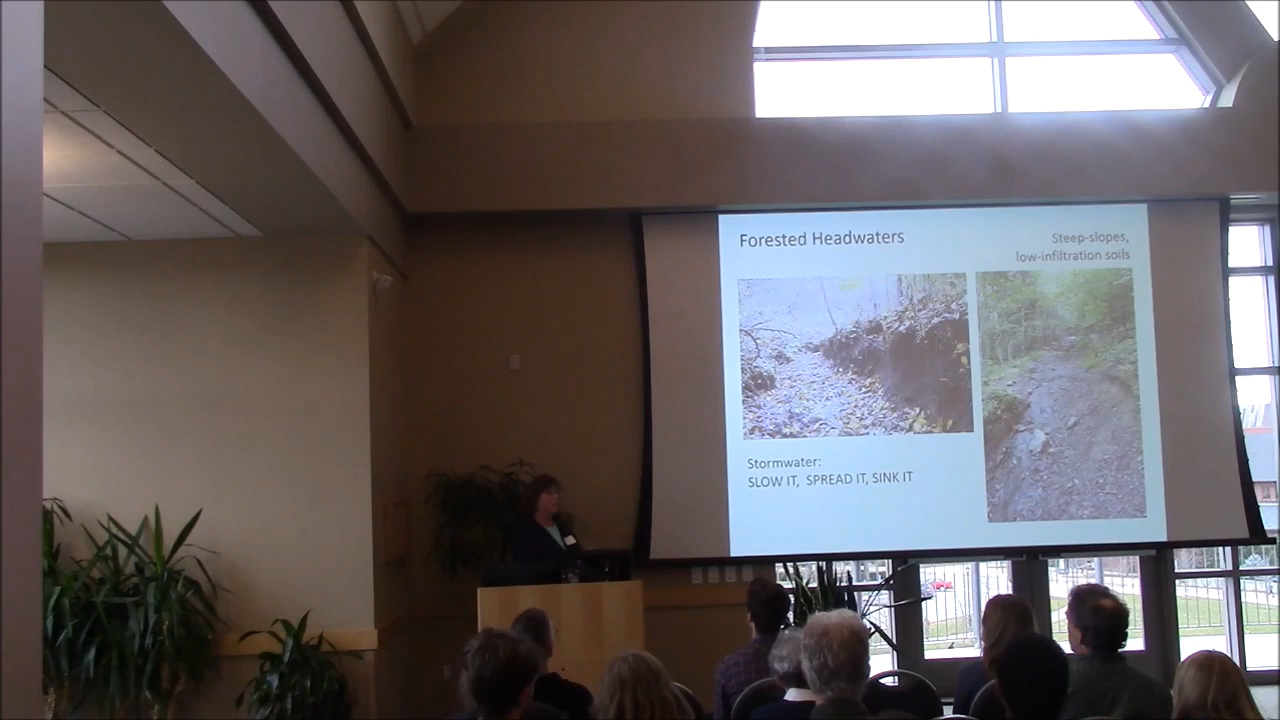 Forested Headwaters
Steep-slopes,
low-infiltration soils
Stormwater:
SLOW IT, SPREAD IT, SINK IT